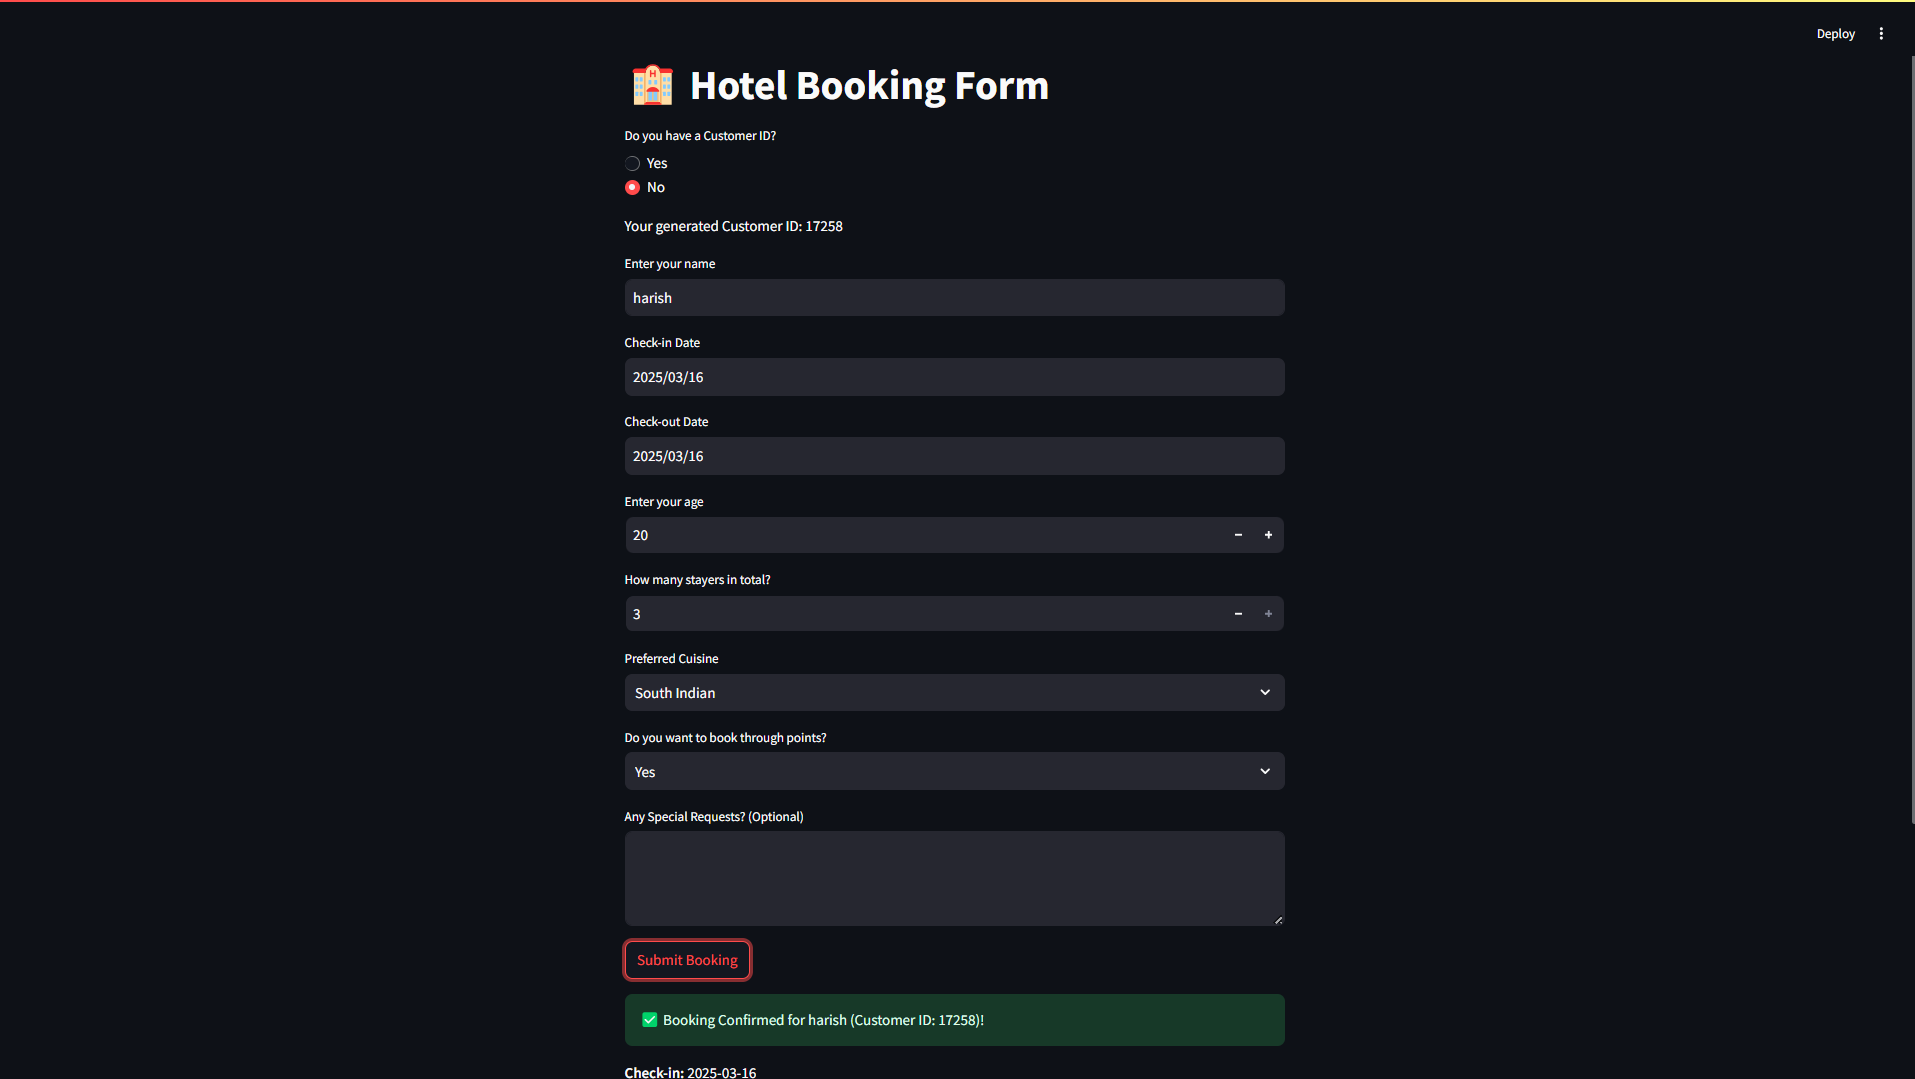 Deploy
Hotel Booking Form
Do you have a Customer ID?
Yes
No
Your generated Customer ID: 17258
Enter your name
harish
Check-in Date
2025/03/16
Check-out Date
2025/03/16
Enter your age
20
How many stayers in total?
3
Preferred Cuisine
South Indian
Do you want to book through points?
Yes
Any Special Requests? (Optional)
Submit Booking
✅ Booking Confirmed for harish (Customer ID: 17258)!
Check-in: 2025-03-16